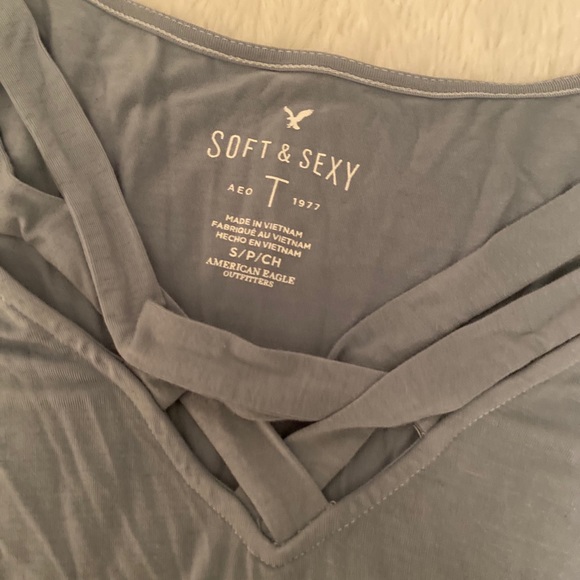 SOFT & SEXY
AEO T 1977
MADE IN VIETNAM
FABRIQUÉ AU VIETNAM
HECHO EN VIETNAM
S/P/CH
AMERICAN EAGLE
OUTFITTERS